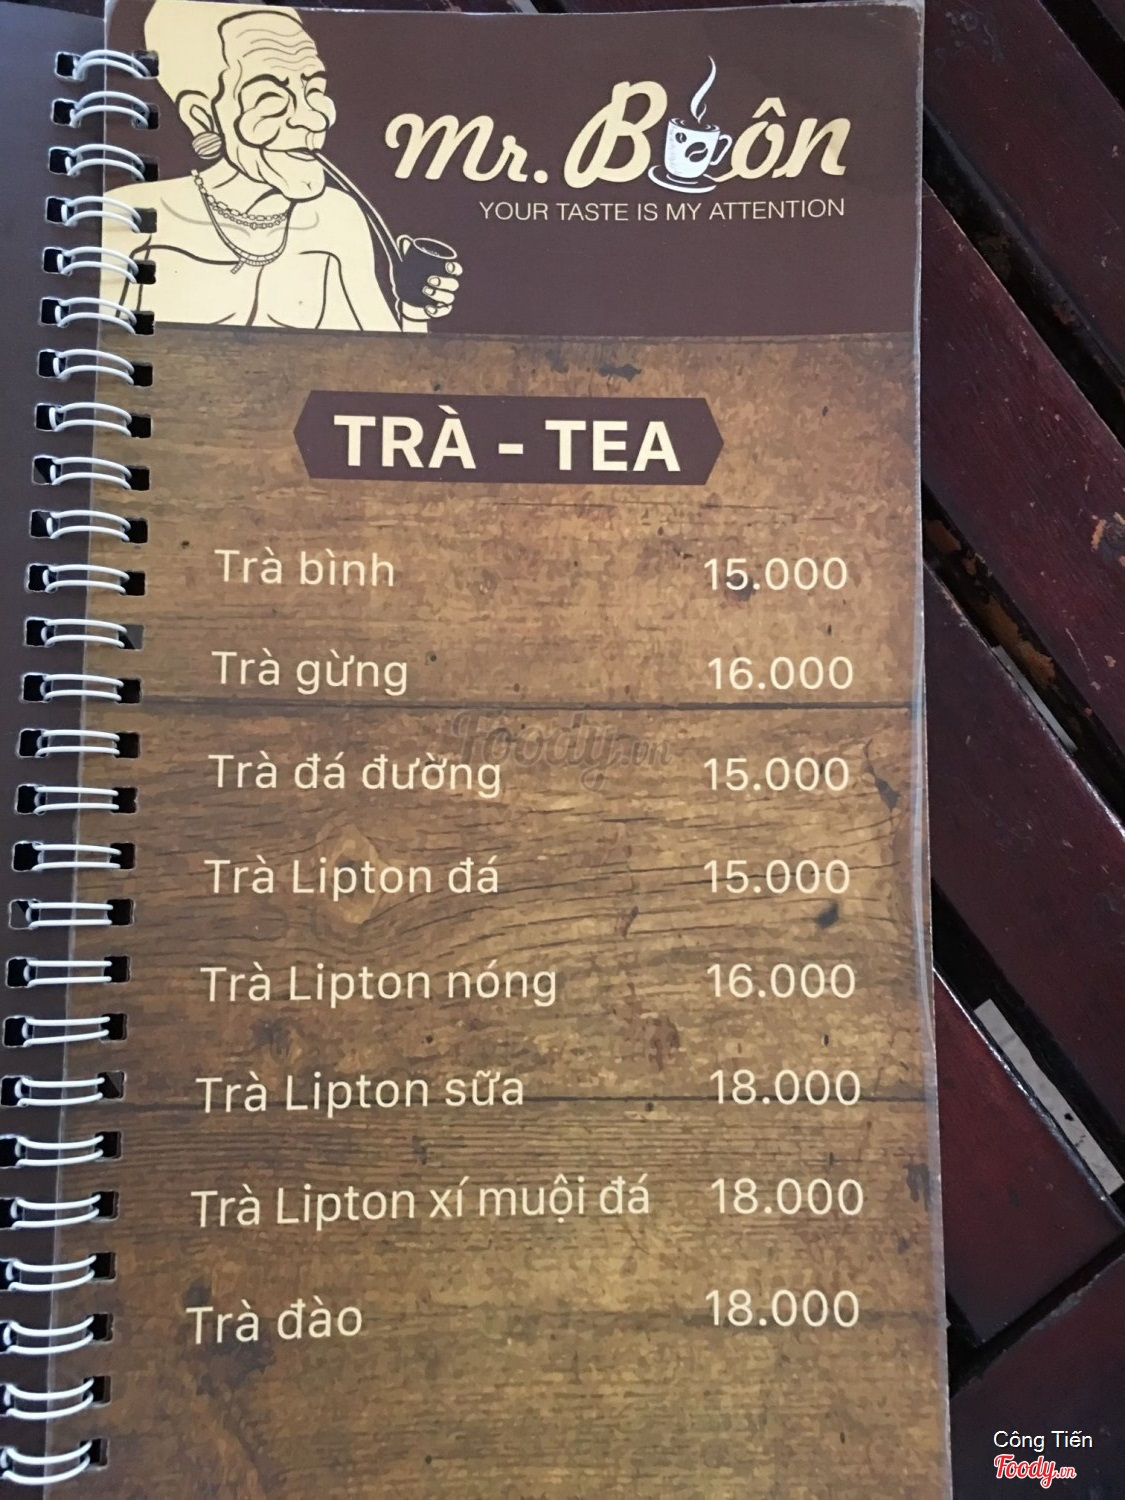 Mr. Buôn
YOUR TASTE IS MY ATTENTION
TRÀ - TEA
Trà bình 15.000
Trà gừng 16.000
Foody.vn
Trà đá đường 15.000
Trà Lipton đá 15.000
Trà Lipton nóng 16.000
Trà Lipton sữa 18.000
Trà Lipton xí muội đá 18.000
Trà đào 18.000
Công Tiến
Foody.vn